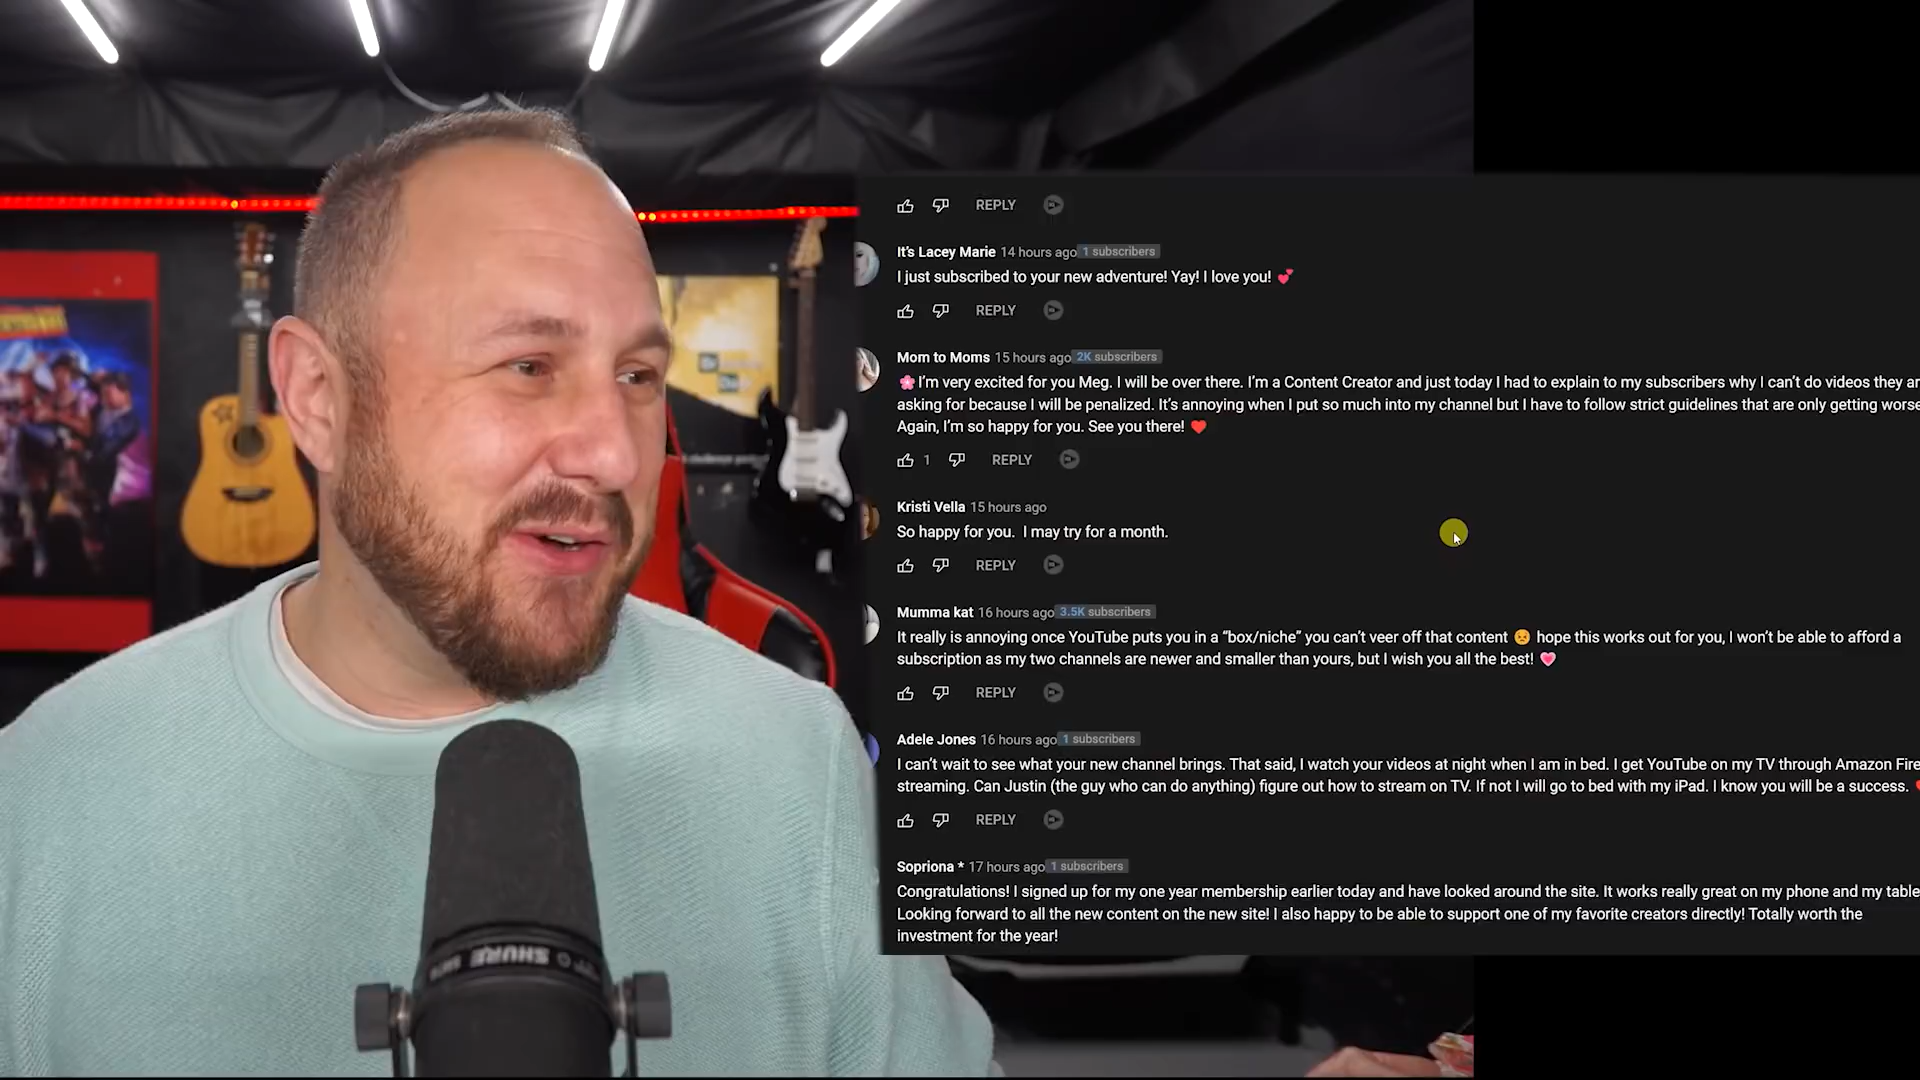 REPLY
It's Lacey Marie 14 hours ago 1 subscribers
I just subscribed to your new adventure! Yay! I love you! 💕
REPLY
Mom to Moms 15 hours ago 2K subscribers
🌸I'm very excited for you Meg. I will be over there. I'm a Content Creator and just today I had to explain to my subscribers why I can't do videos they ar
asking for because I will be penalized. It's annoying when I put so much into my channel but I have to follow strict guidelines that are only getting worse
Again, I'm so happy for you. See you there! ❤️
1 REPLY
Kristi Vella 15 hours ago
So happy for you. I may try for a month.
REPLY
Mumma kat 16 hours ago 3.5K subscribers
It really is annoying once YouTube puts you in a “box/niche” you can't veer off that content 😣 hope this works out for you, I won't be able to afford a
subscription as my two channels are newer and smaller than yours, but I wish you all the best! 💗
REPLY
Adele Jones 16 hours ago 1 subscribers
I can't wait to see what your new channel brings. That said, I watch your videos at night when I am in bed. I get YouTube on my TV through Amazon Fire
streaming. Can Justin (the guy who can do anything) figure out how to stream on TV. If not I will go to bed with my iPad. I know you will be a success.
REPLY
Sopriona * 17 hours ago 1 subscribers
Congratulations! I signed up for my one year membership earlier today and have looked around the site. It works really great on my phone and my table
Looking forward to all the new content on the new site! I also happy to be able to support one of my favorite creators directly! Totally worth the
investment for the year!
SHURE